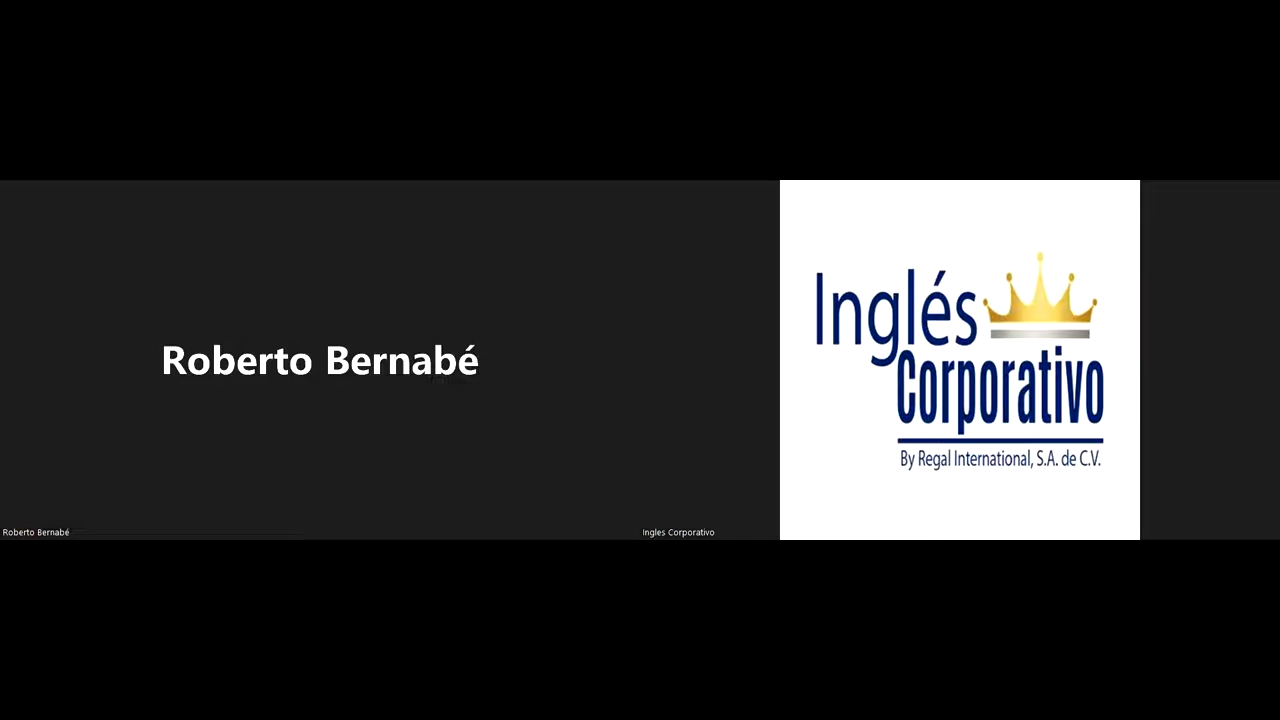 Roberto Bernabé
Roberto Bernabé
Inglés
Corporativo
By Regal International, S.A. de C.V.
Ingles Corporativo